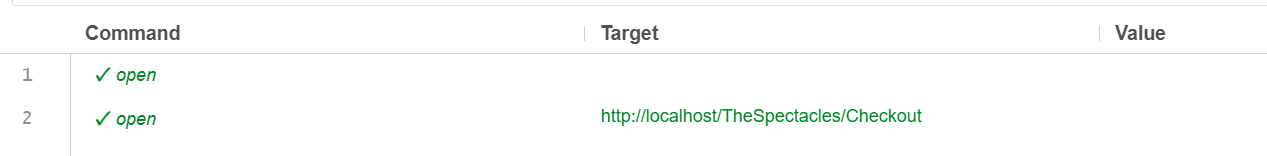 Command Target Value
1 ✓ open
2 ✓ open http://localhost/TheSpectacles/Checkout